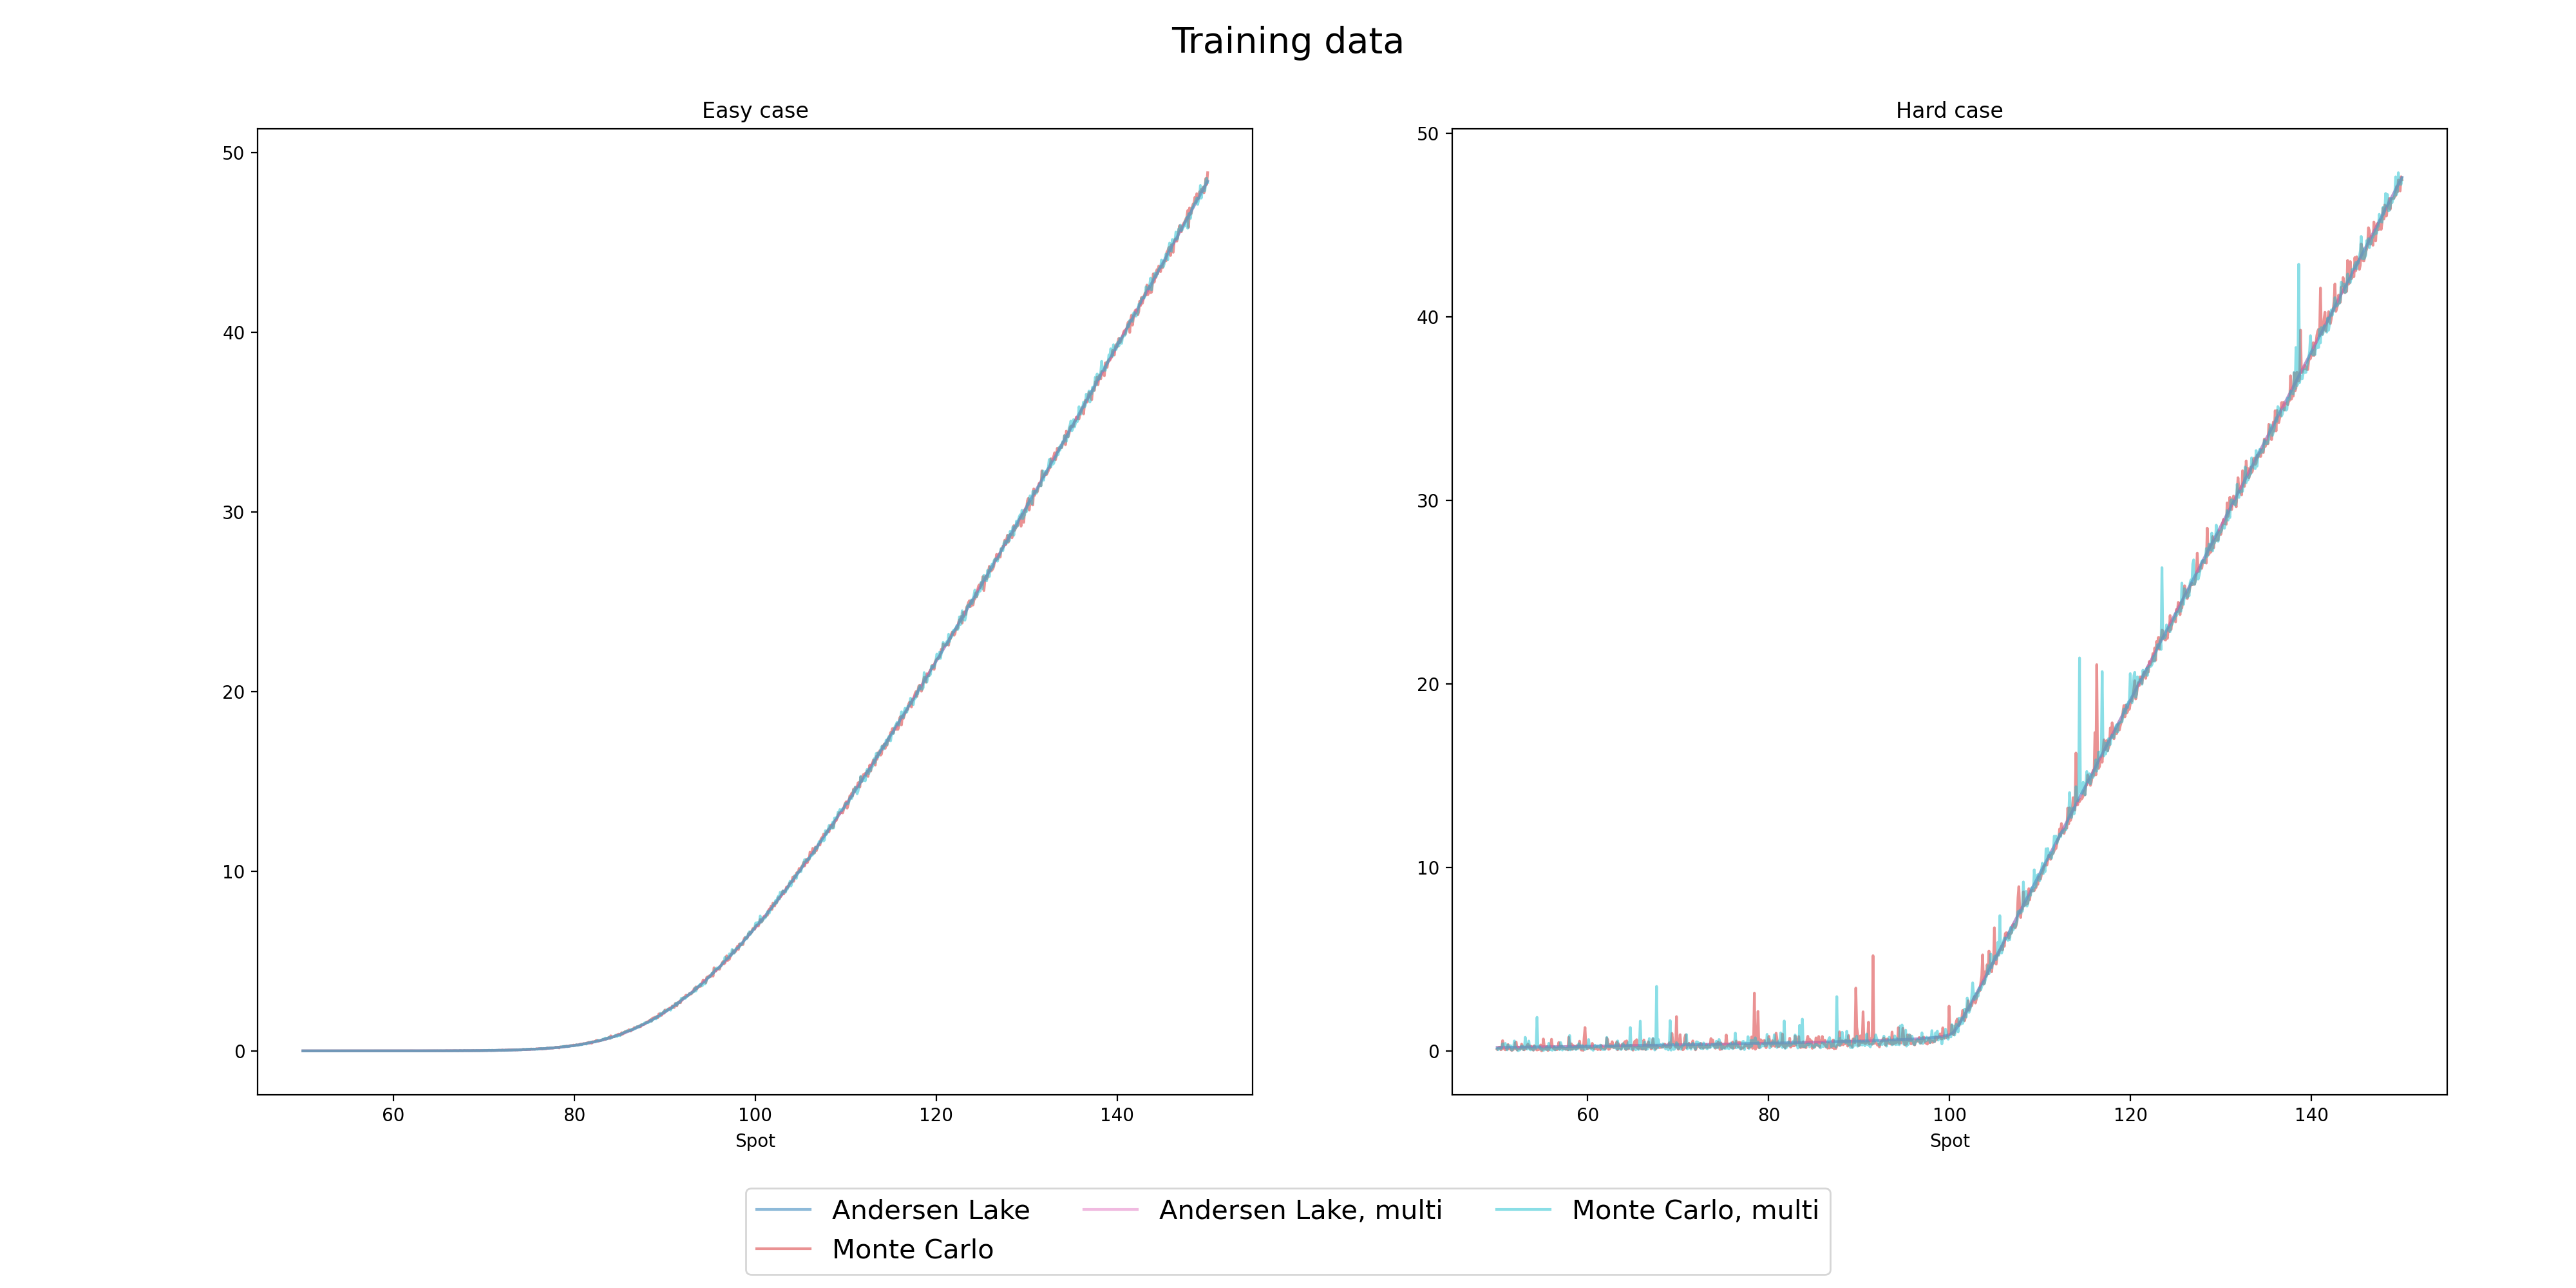 Training data
Easy case
50
40
30
20
10
0
60 80 100 120 140
Spot
Hard case
50
40
30
20
10
0
60 80 100 120 140
Spot
Andersen Lake
Monte Carlo
Andersen Lake, multi
Monte Carlo, multi